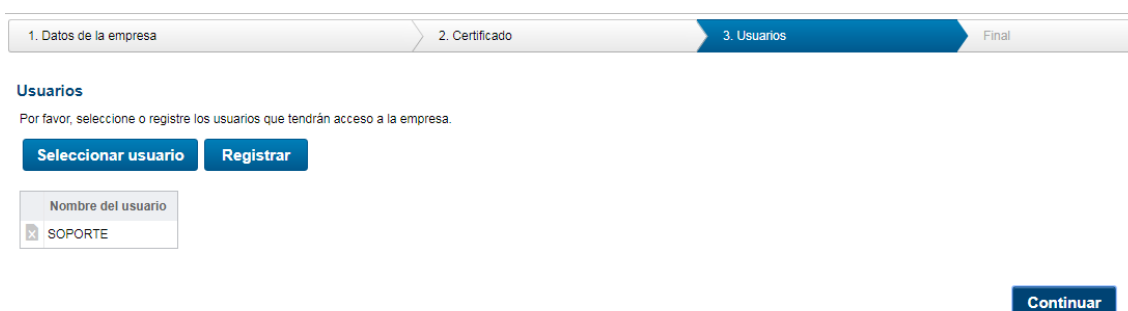 1. Datos de la empresa 2. Certificado 3. Usuarios Final
Usuarios
Por favor, seleccione o registre los usuarios que tendrán acceso a la empresa.
Seleccionar usuario Registrar
Nombre del usuario
SOPORTE
Continuar